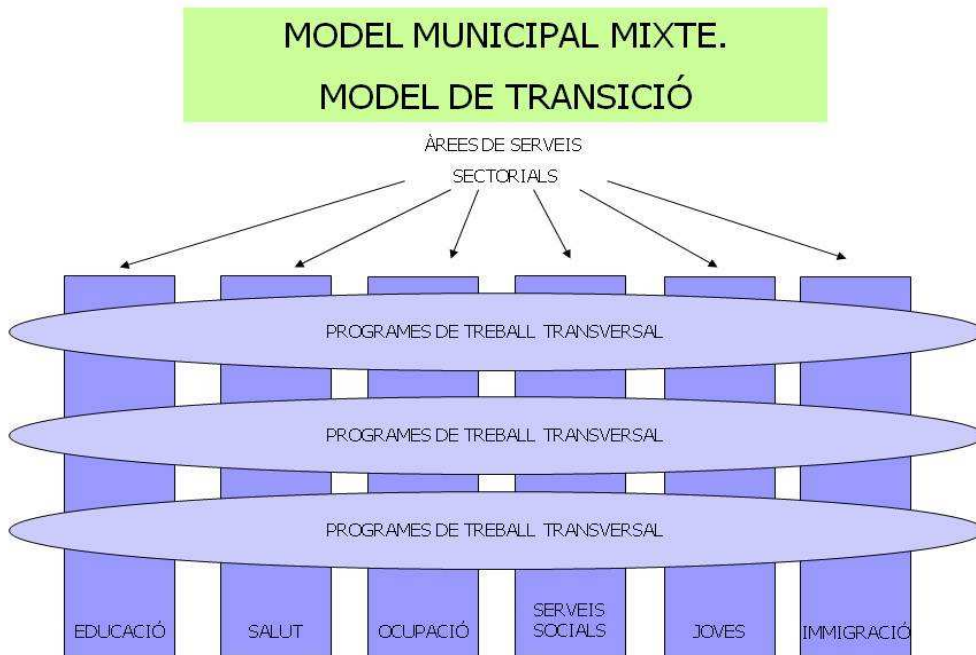 MODEL MUNICIPAL MIXTE.
MODEL DE TRANSICIÓ
ÀREES DE SERVEIS
SECTORIALS
PROGRAMES DE TREBALL TRANSVERSAL
PROGRAMES DE TREBALL TRANSVERSAL
PROGRAMES DE TREBALL TRANSVERSAL
EDUCACIÓ
SALUT
OCUPACIÓ
SERVEIS
SOCIALS
JOVES
IMMIGRACIÓ